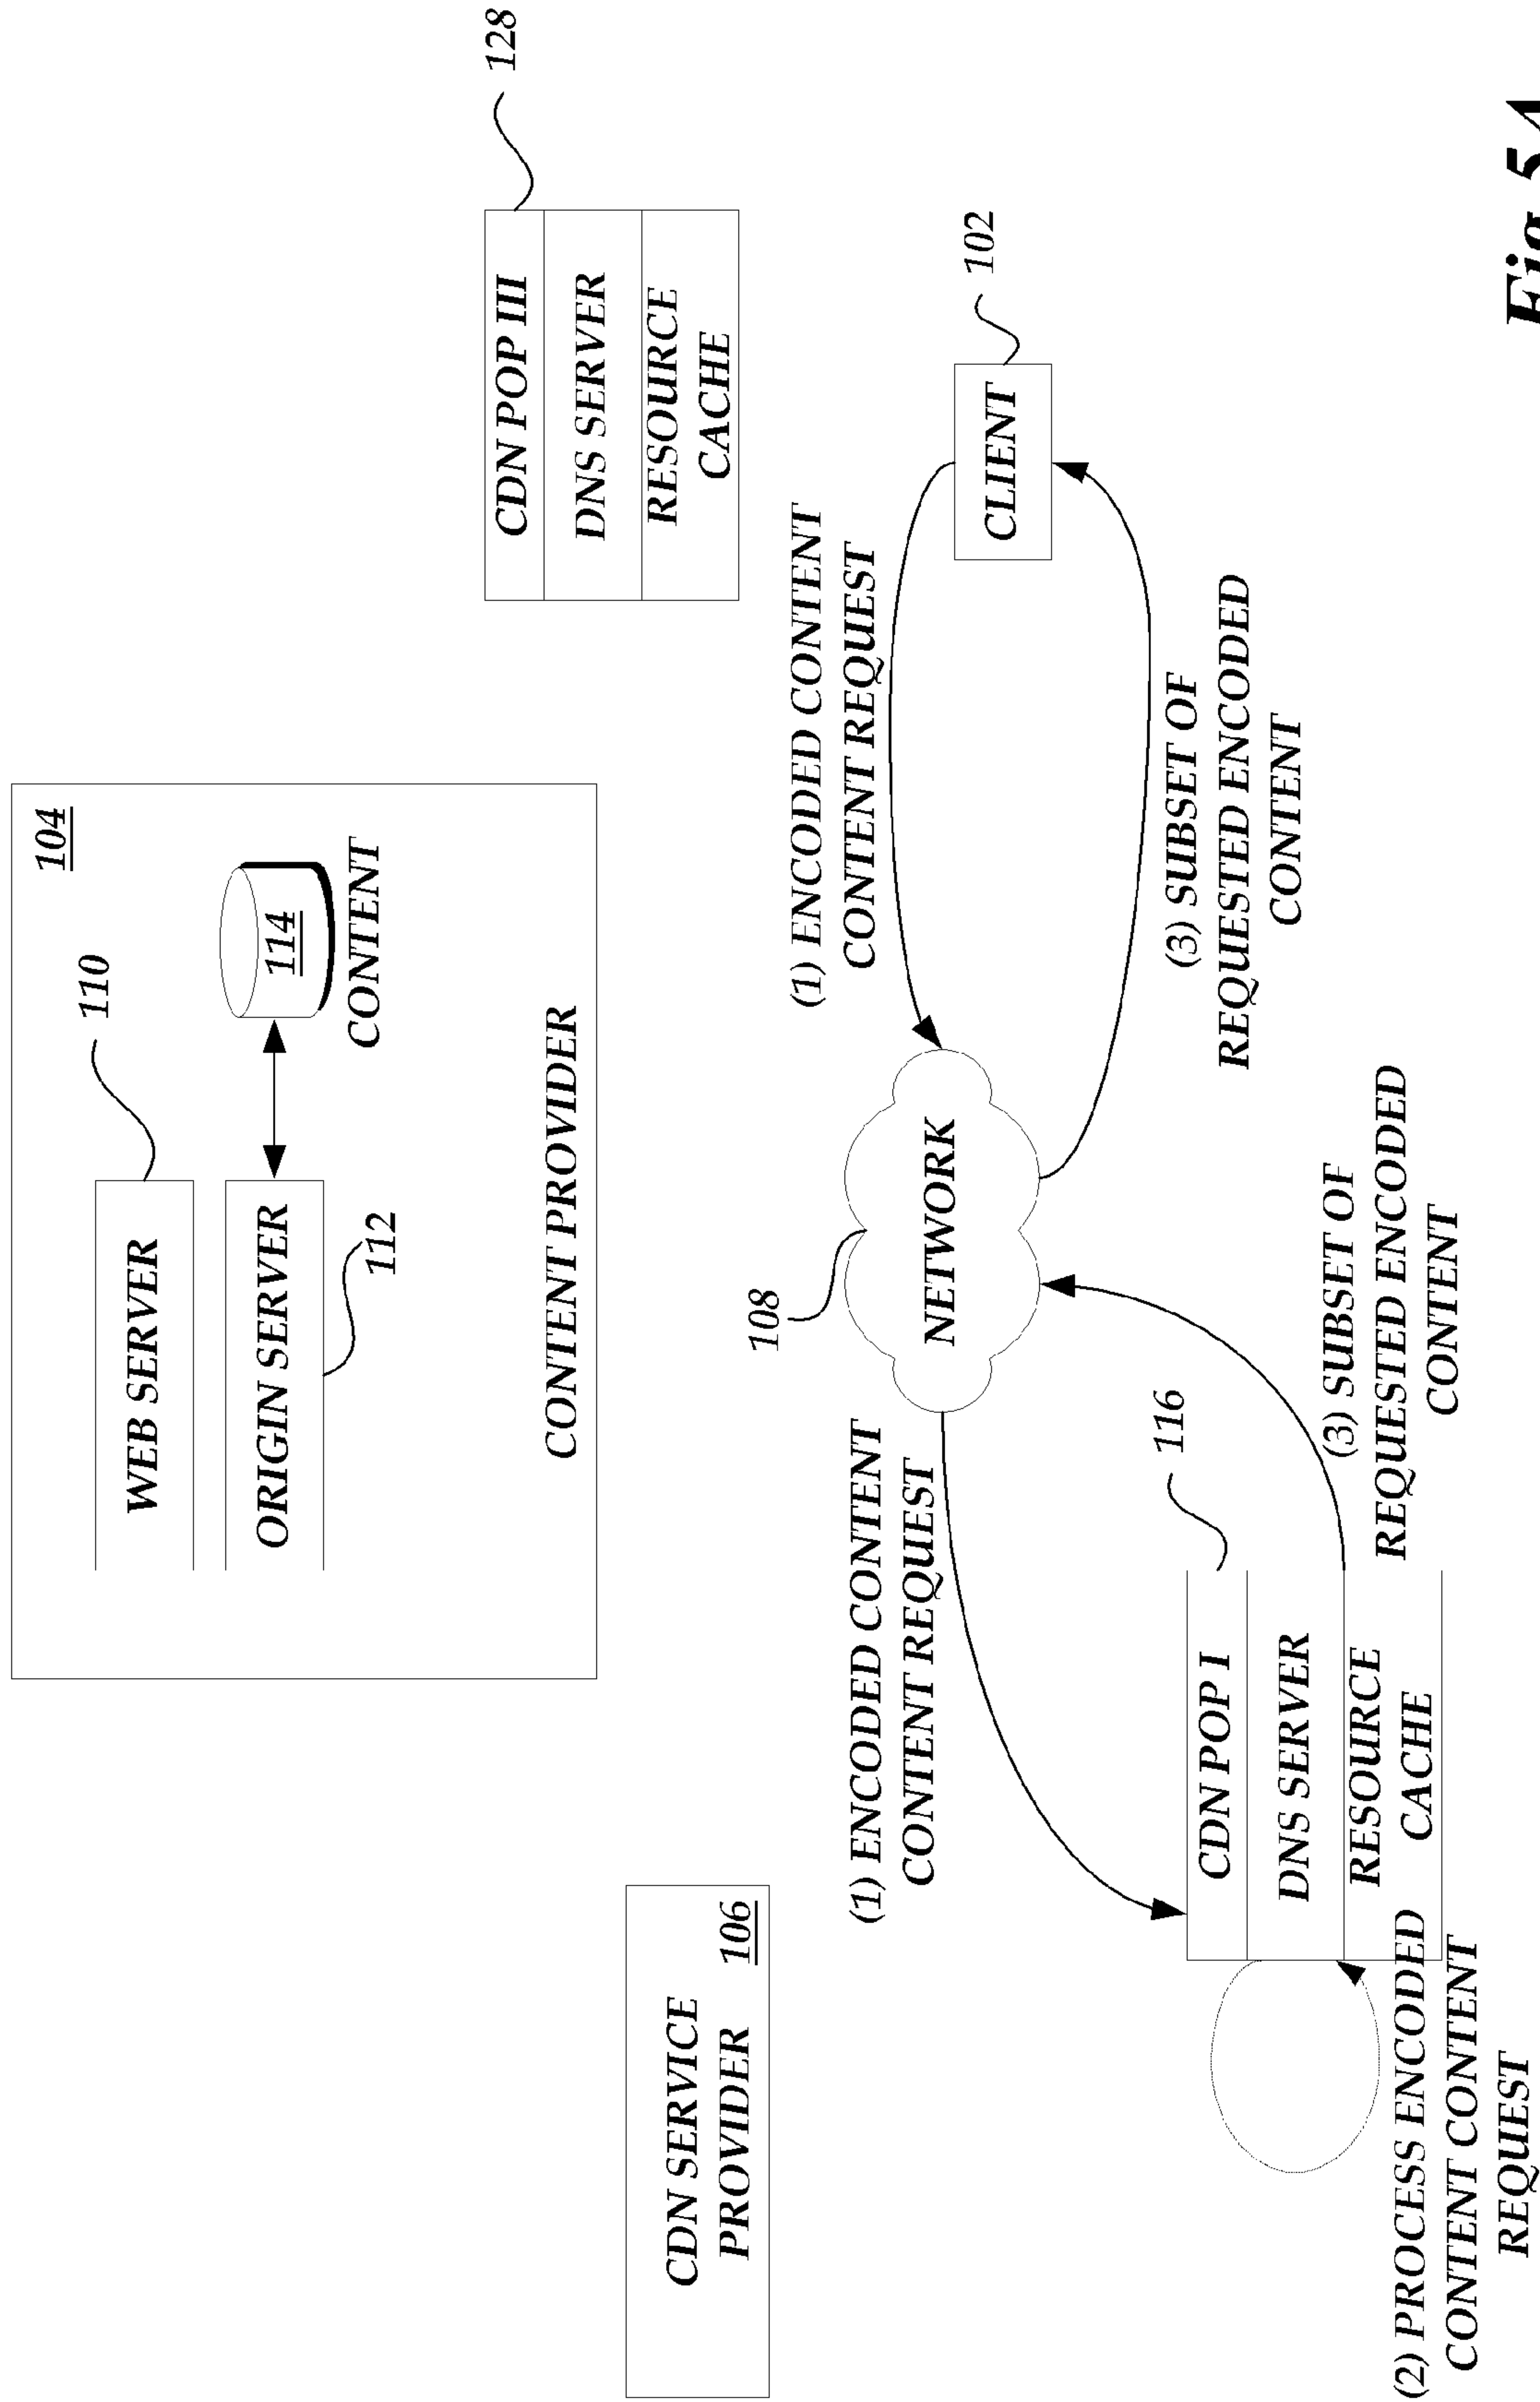 104
WEB SERVER
110
ORIGIN SERVER
114
CONTENT
112
CONTENT PROVIDER
CDN POP III
128
DNS SERVER
RESOURCE
CACHE
CDN SERVICE
PROVIDER 106
108
NETWORK
(1) ENCODED CONTENT
CONTENT REQUEST
CLIENT
102
(1) ENCODED CONTENT
CONTENT REQUEST
(3) SUBSET OF
REQUESTED ENCODED
CONTENT
116
CDN POP I
DNS SERVER
RESOURCE
CACHE
(3) SUBSET OF
REQUESTED ENCODED
CONTENT
(2) PROCESS ENCODED
CONTENT CONTENT
REQUEST
Fig. 5A